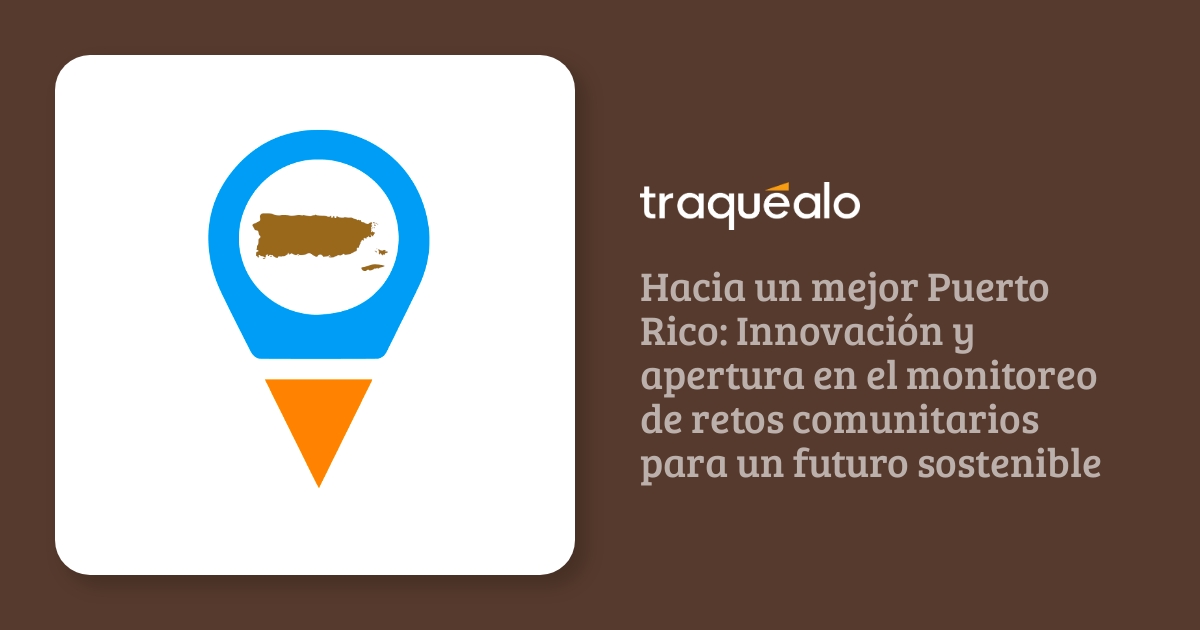 traquéalo
Hacia un mejor Puerto
Rico: Innovación y
apertura en el monitoreo
de retos comunitarios
para un futuro sostenible